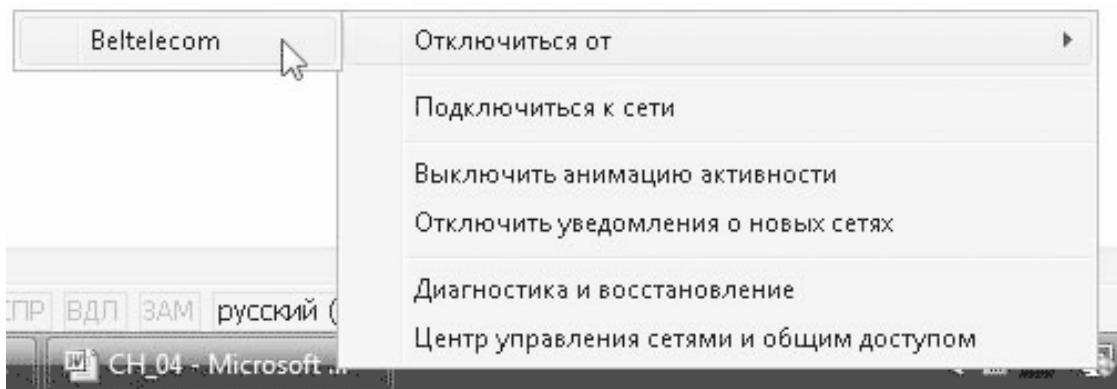 Beltelecom
Отключиться от
Подключиться к сети
Выключить анимацию активности
Отключить уведомления о новых сетях
Диагностика и восстановление
Центр управления сетями и общим доступом
ВДЛ ЗАМ русский (
CH_04 - Microsoft ...